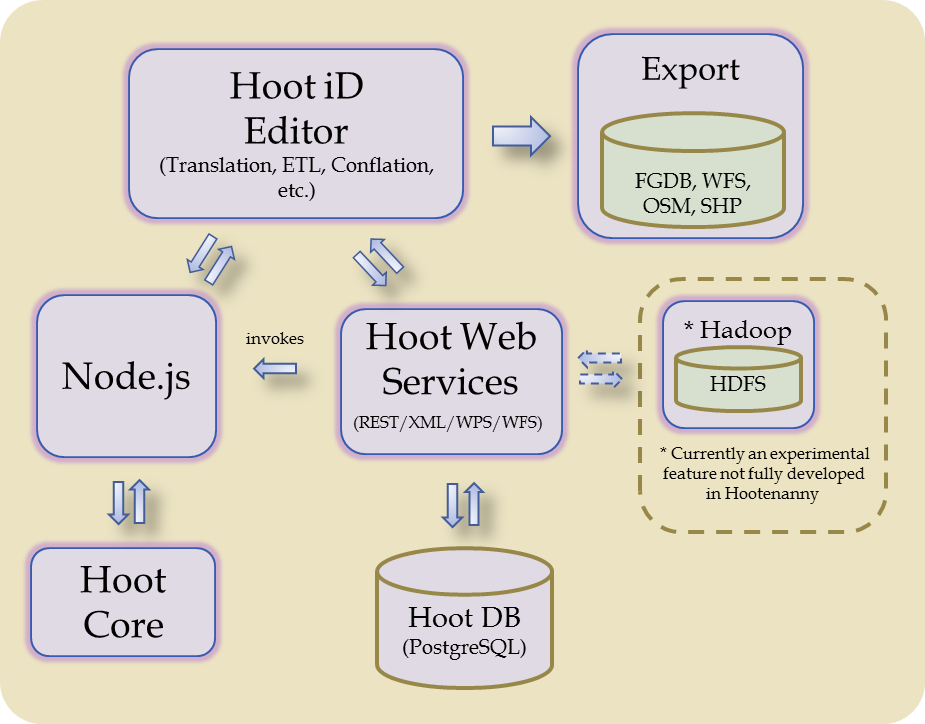 Hoot iD
Editor
(Translation, ETL, Conflation,
etc.)
Export
FGDB, WFS,
OSM, SHP
Node.js
invokes
Hoot Web
Services
(REST/XML/WPS/WFS)
* Hadoop
HDFS
* Currently an experimental
feature not fully developed
in Hootenanny
Hoot
Core
Hoot DB
(PostgreSQL)